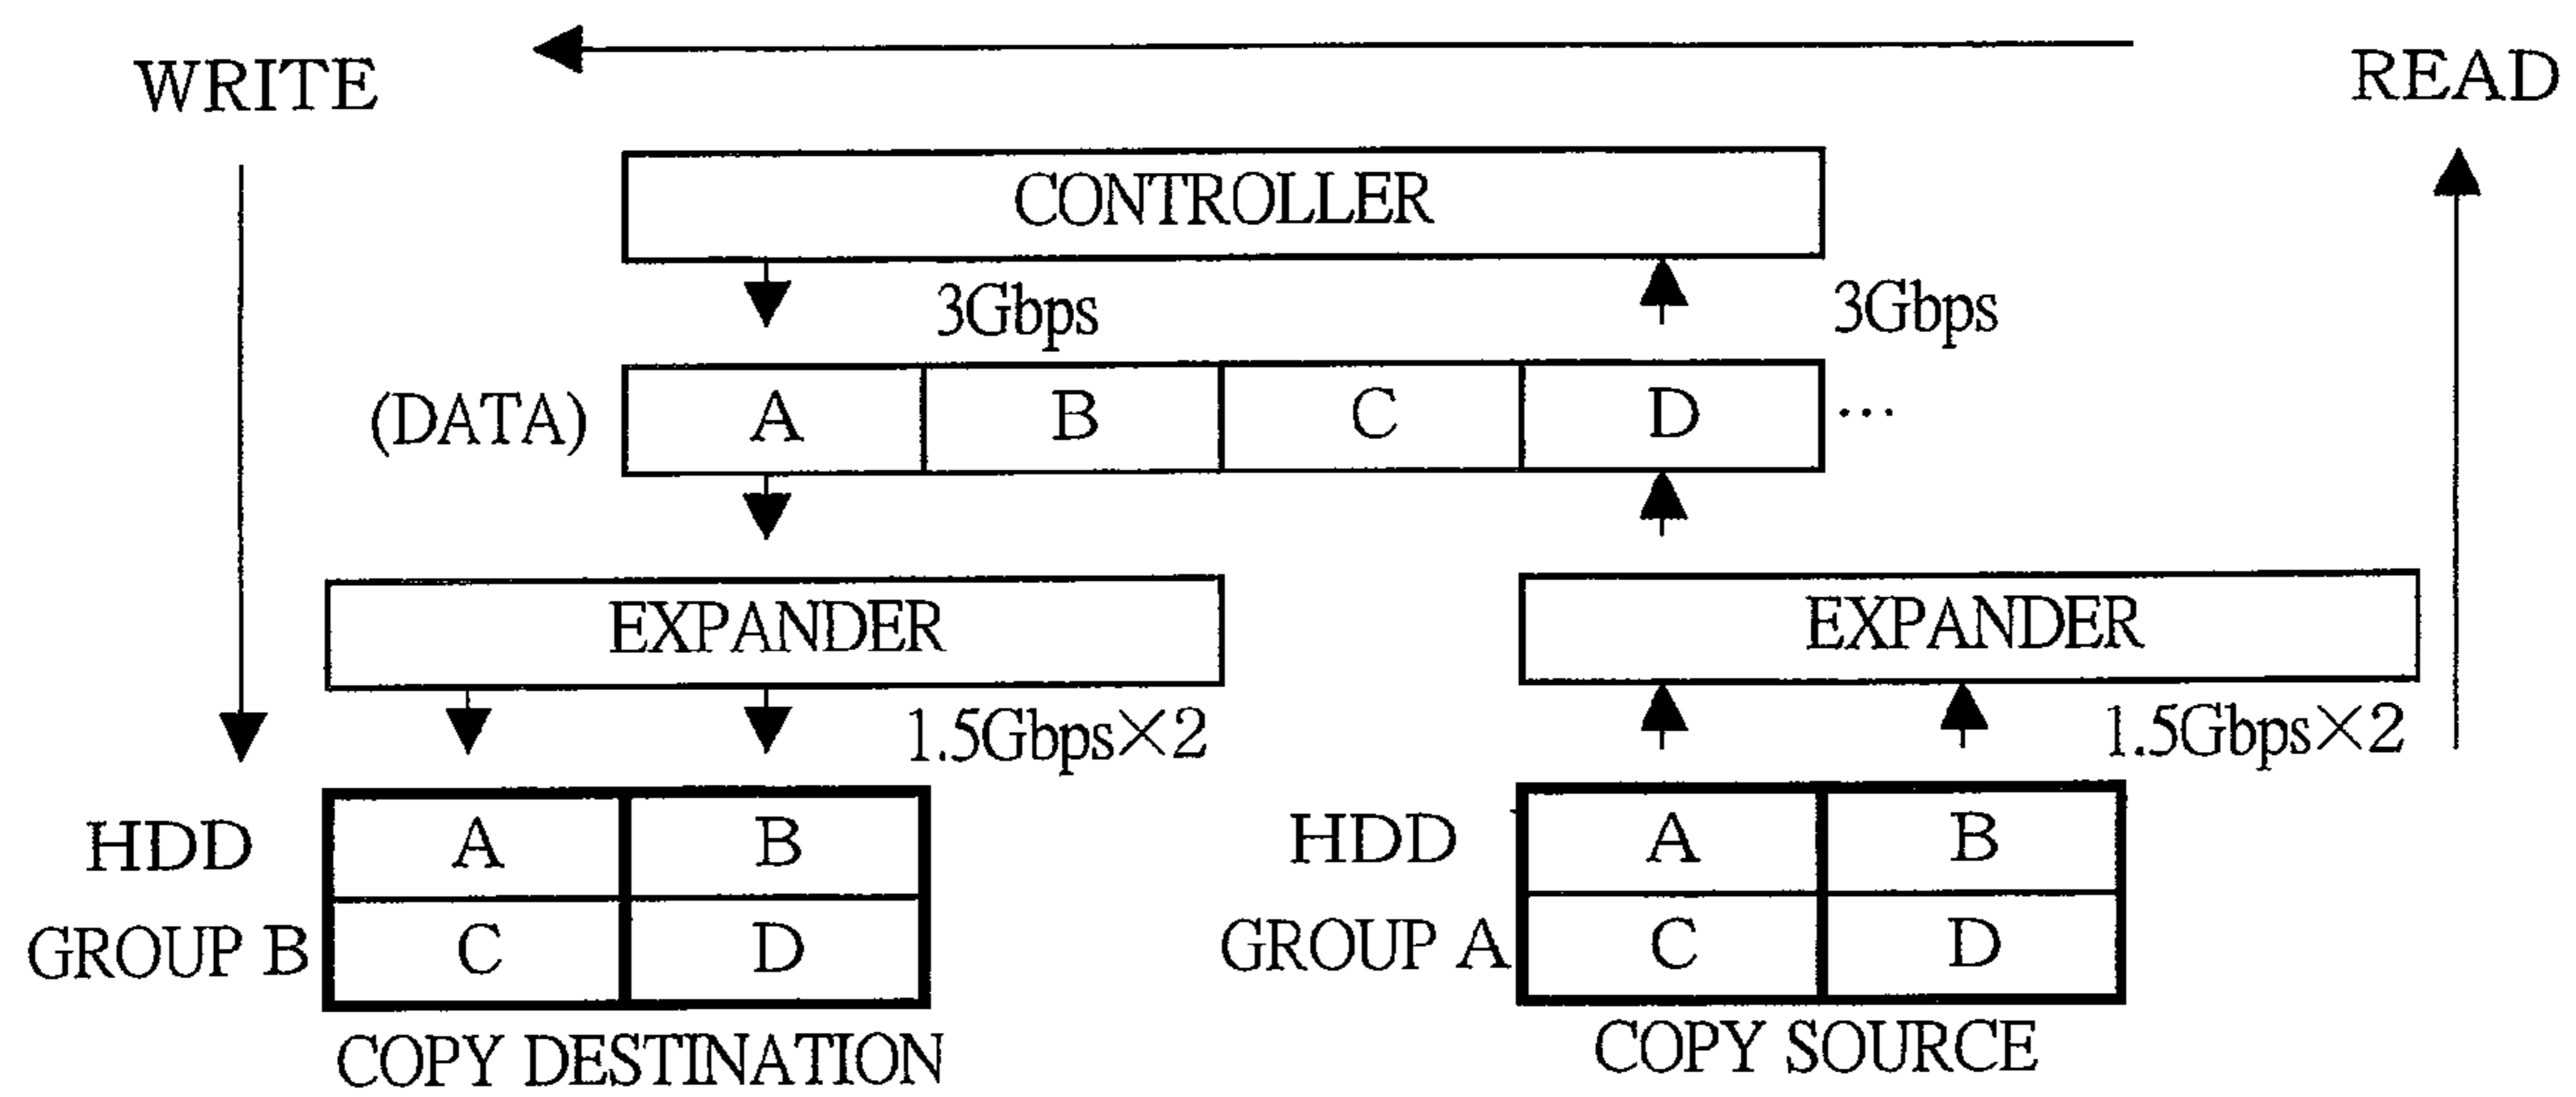 WRITE
READ
CONTROLLER
3Gbps
3Gbps
(DATA) A B C D ...
EXPANDER
EXPANDER
1.5Gbps×2
1.5Gbps×2
HDD A B
GROUP B C D
COPY DESTINATION
HDD A B
GROUP A C D
COPY SOURCE